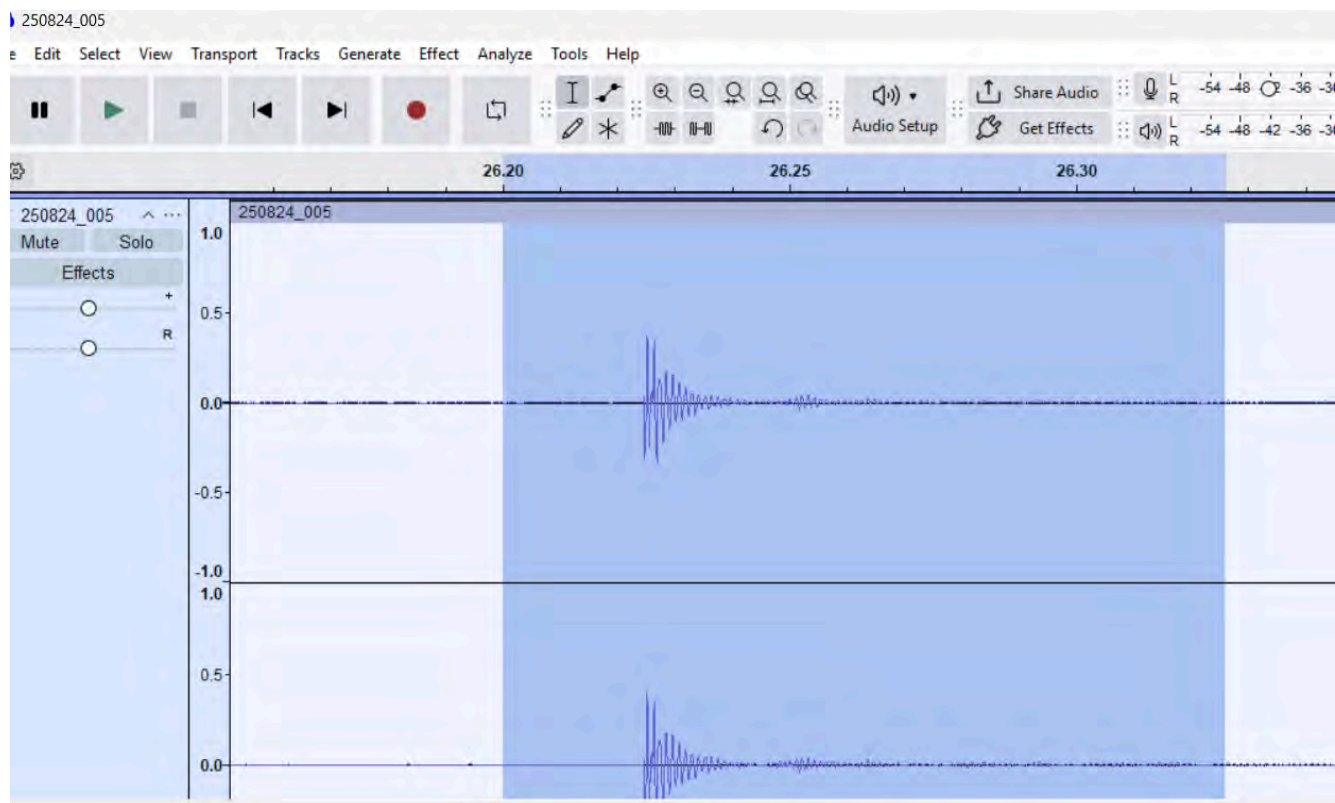 250824_005
e Edit Select View Transport Tracks Generate Effect Analyze Tools Help
L R -54 -48 -42 -36
Share Audio
Audio Setup
Get Effects
L R -54 -48 -42 -36
26.20 26.25 26.30
250824_005
250824_005
Mute Solo
Effects
+
R
1.0
0.5
0.0
-0.5
-1.0
1.0
0.5
0.0